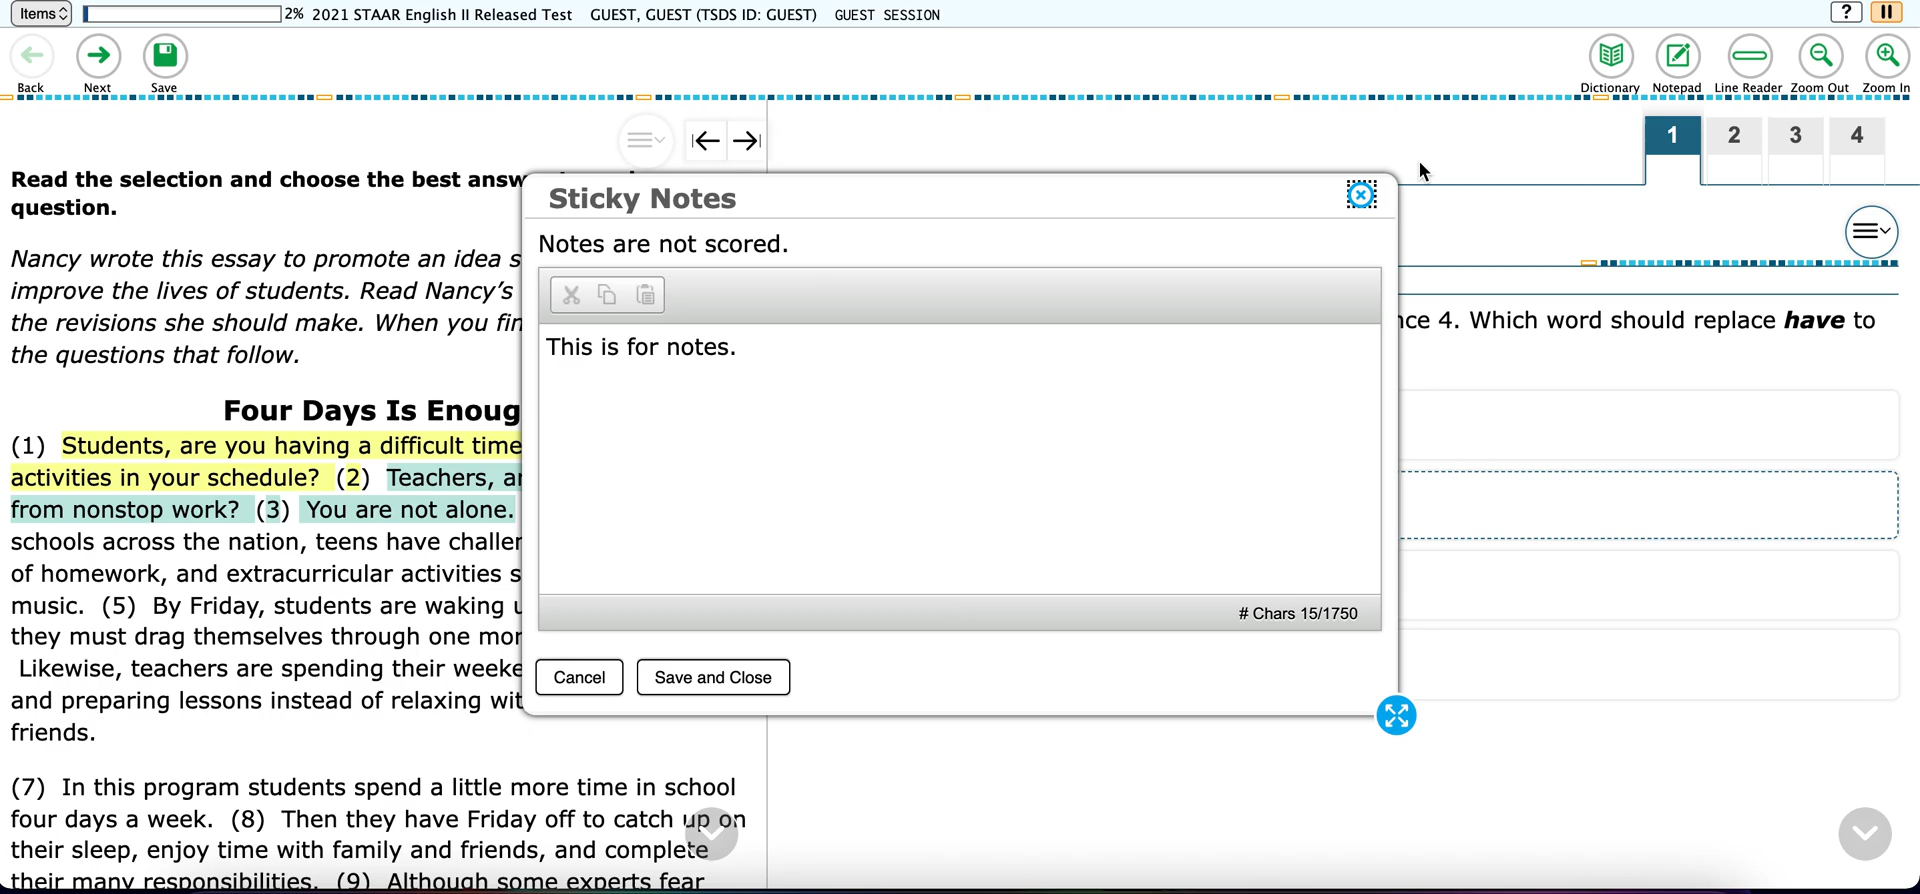 Items 2% 2021 STAAR English II Released Test GUEST, GUEST (TSDS ID: GUEST) GUEST SESSION ?
Back Next Save Dictionary Notepad Line Reader Zoom Out Zoom In
1 2 3 4
Read the selection and choose the best answ
question.
Nancy wrote this essay to promote an idea s
improve the lives of students. Read Nancy’s
the revisions she should make. When you fin
the questions that follow.
Four Days Is Enoug
(1) Students, are you having a difficult time
activities in your schedule? (2) Teachers, ar
from nonstop work? (3) You are not alone.
schools across the nation, teens have challen
of homework, and extracurricular activities s
music. (5) By Friday, students are waking u
they must drag themselves through one mor
Likewise, teachers are spending their weeke
and preparing lessons instead of relaxing wit
friends.
(7) In this program students spend a little more time in school
four days a week. (8) Then they have Friday off to catch up on
their sleep, enjoy time with family and friends, and complete
their many responsibilities. (9) Although some experts fear
Sticky Notes
Notes are not scored.
This is for notes.
# Chars 15/1750
Cancel Save and Close
nce 4. Which word should replace have to